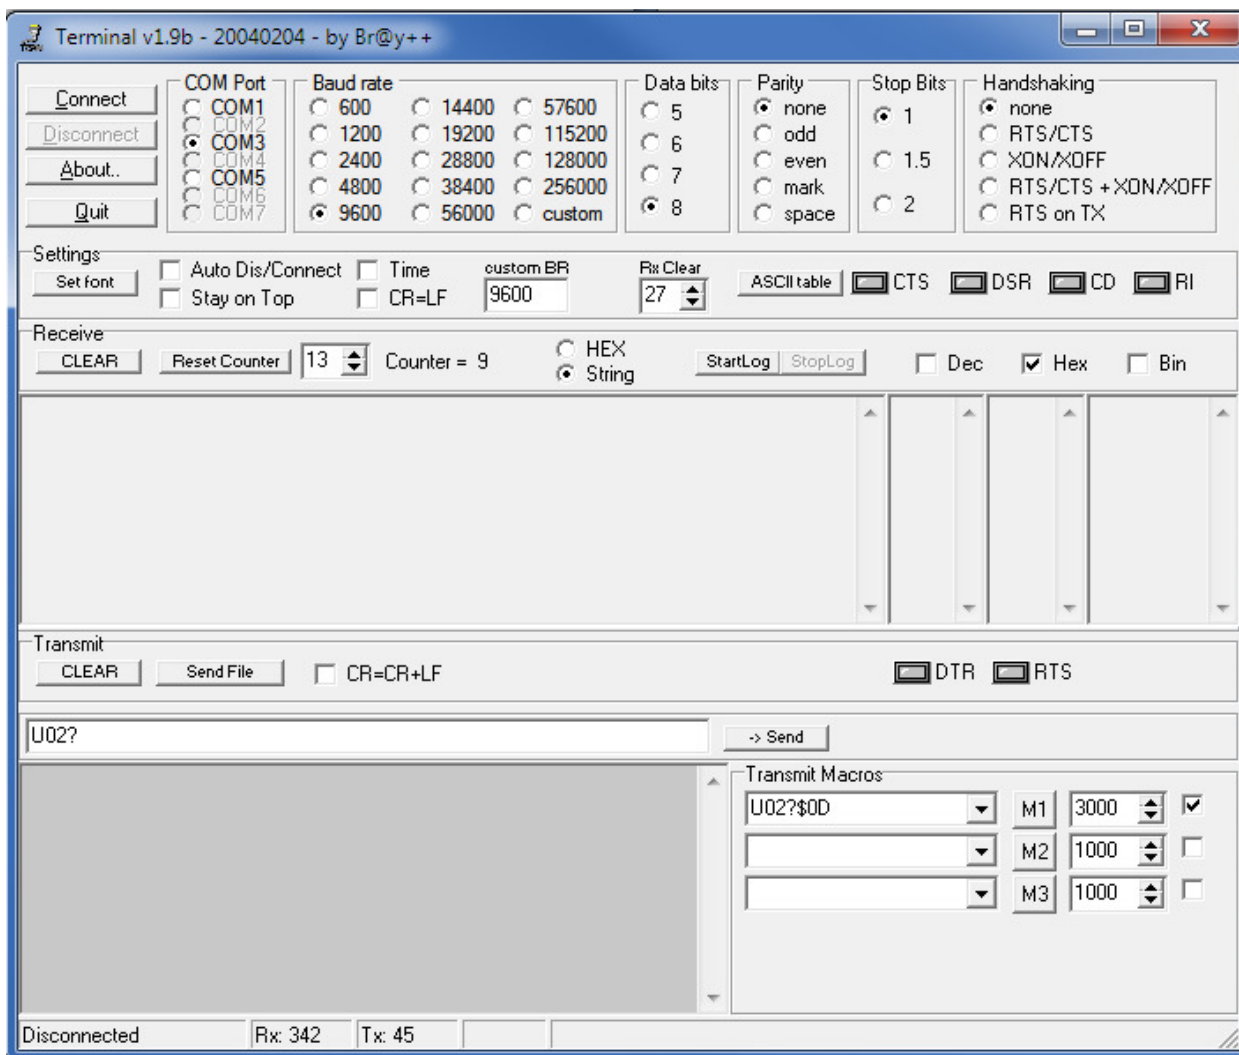 Terminal v1.9b - 20040204 - by Br@y++
Connect
Disconnect
About..
Quit
COM Port
COM1
COM2
COM3
COM4
COM5
COM6
COM7
Baud rate
600 14400 57600
1200 19200 115200
2400 28800 128000
4800 38400 256000
9600 56000 custom
Data bits
5
6
7
8
Parity
none
odd
even
mark
space
Stop Bits
1
1.5
2
Handshaking
none
RTS/CTS
XON/XOFF
RTS/CTS + XON/XOFF
RTS on TX
Settings
Set font
Auto Dis/Connect
Stay on Top
Time
CR=LF
custom BR
9600
Rx Clear
27
ASCII table
CTS DSR CD RI
Receive
CLEAR Reset Counter 13 Counter = 9
HEX
String
StartLog StopLog Dec Hex Bin
Transmit
CLEAR Send File CR=CR+LF DTR RTS
U02? -> Send
Transmit Macros
U02?$0D M1 3000
M2 1000
M3 1000
Disconnected Rx: 342 Tx: 45